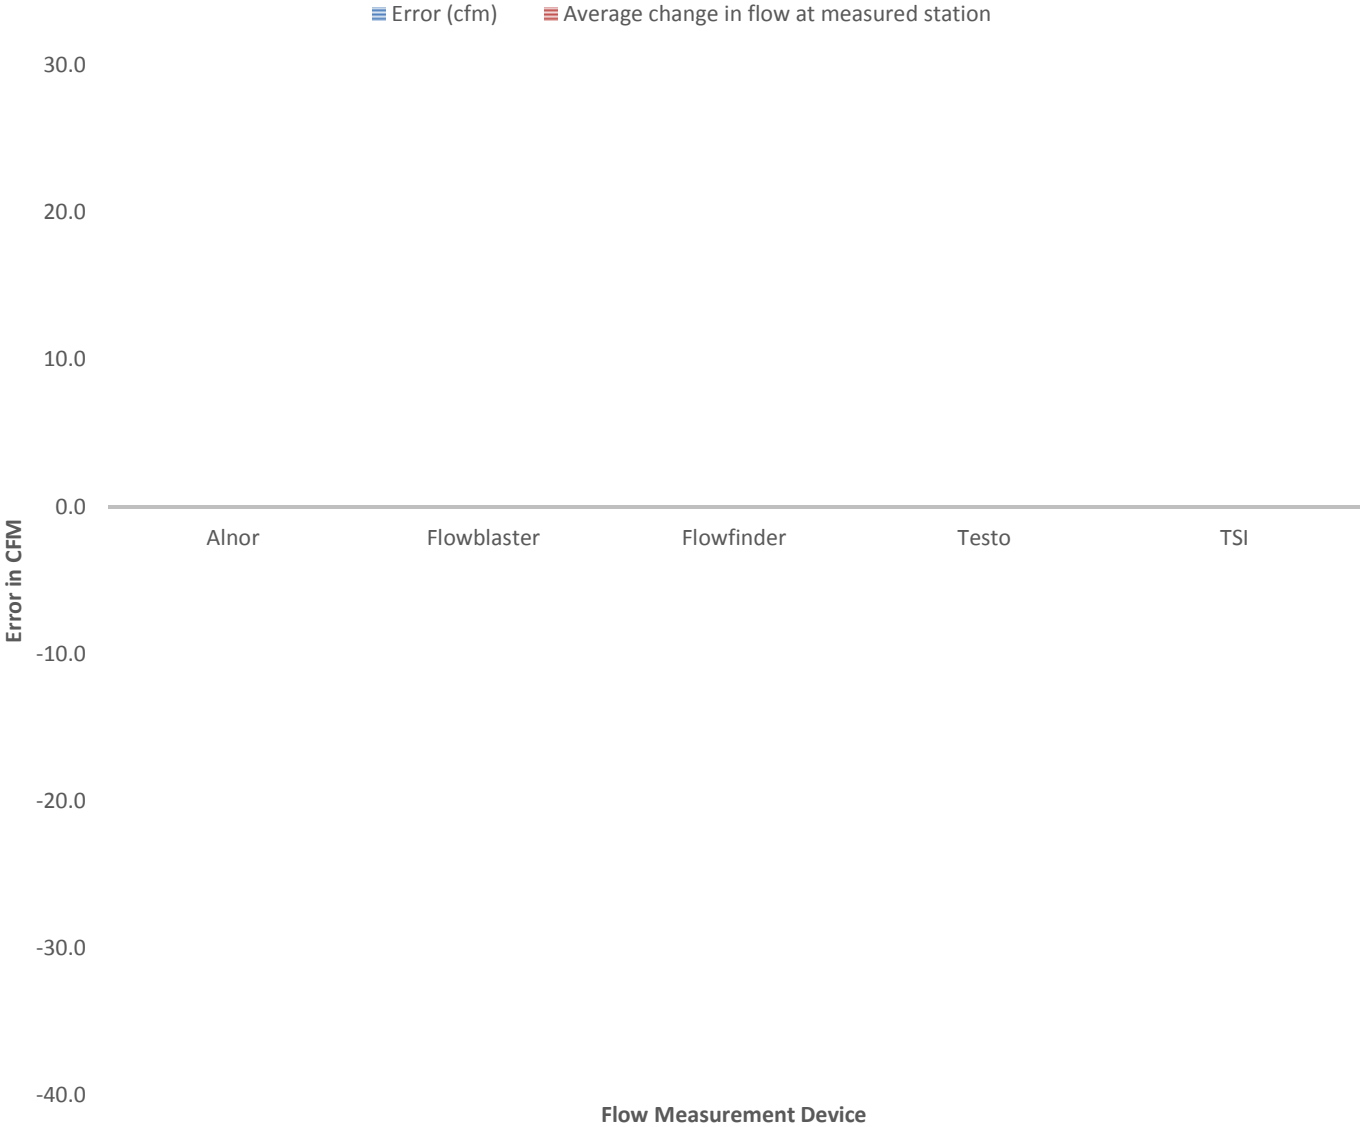 Error (cfm) Average change in flow at measured station
30.0
20.0
10.0
0.0
Alnor Flowblaster Flowfinder Testo TSI
Error in CFM
-10.0
-20.0
-30.0
-40.0
Flow Measurement Device